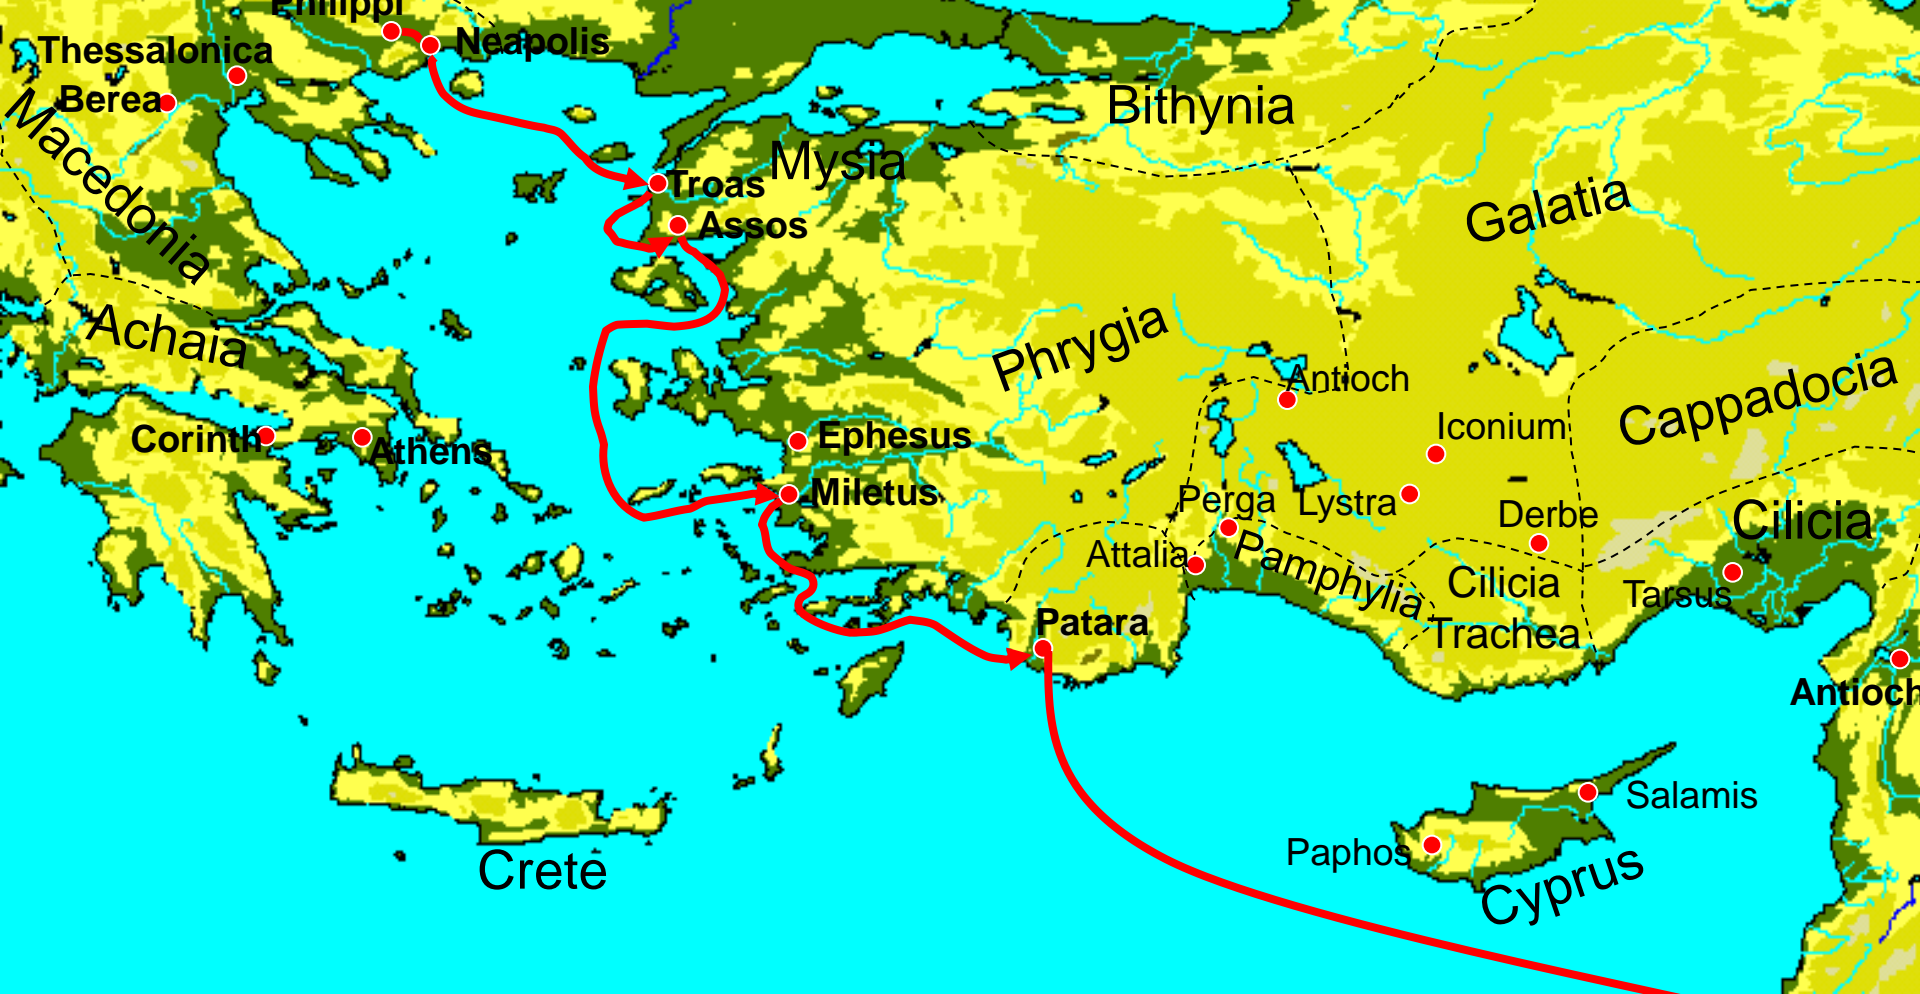 Philippi
Neapolis
Thessalonica
Berea
Macedonia
Bithynia
Mysia
Troas
Assos
Galatia
Achaia
Phrygia
Antioch
Cappadocia
Iconium
Corinth
Athens
Ephesus
Miletus
Perga
Lystra
Derbe
Cilicia
Attalia
Pamphylia
Cilicia
Trachea
Tarsus
Patara
Antioch
Salamis
Paphos
Cyprus
Crete